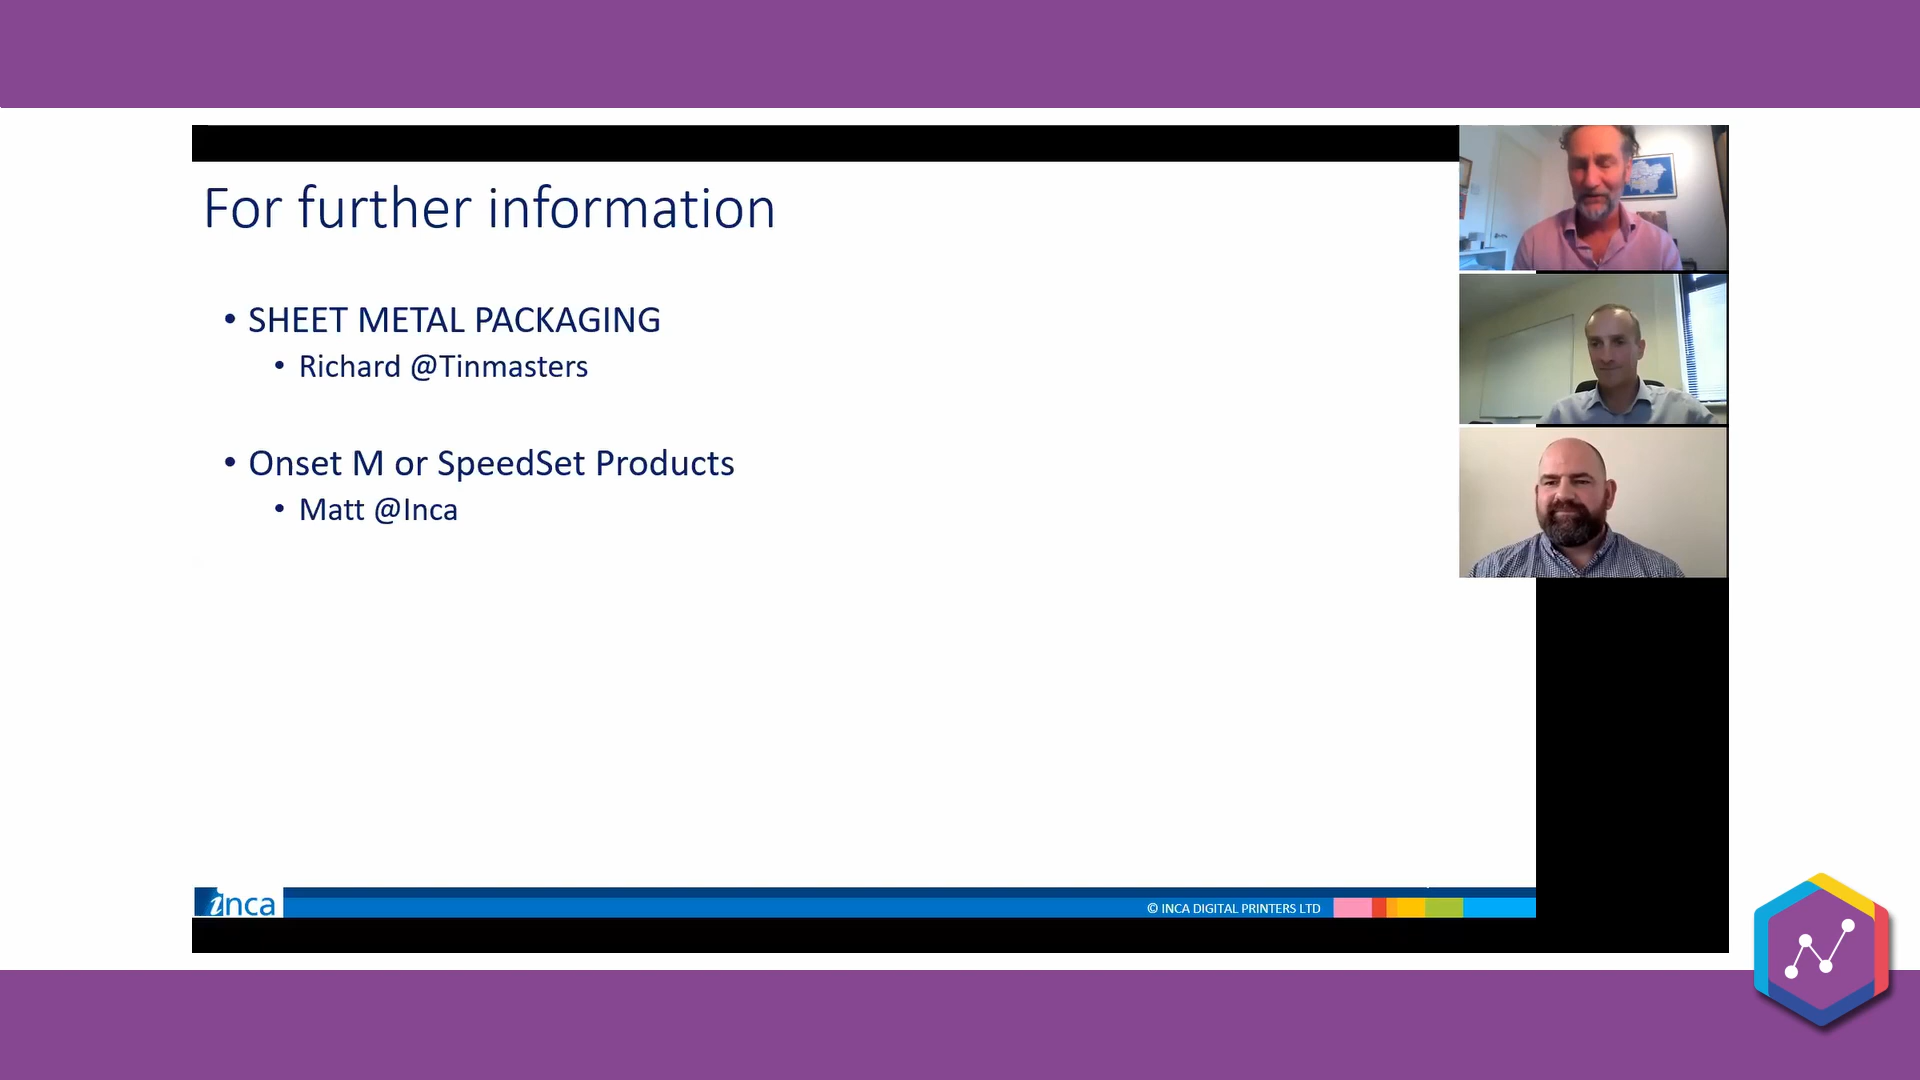 For further information
• SHEET METAL PACKAGING
• Richard @Tinmasters
• Onset M or SpeedSet Products
• Matt @Inca
inca
© INCA DIGITAL PRINTERS LTD